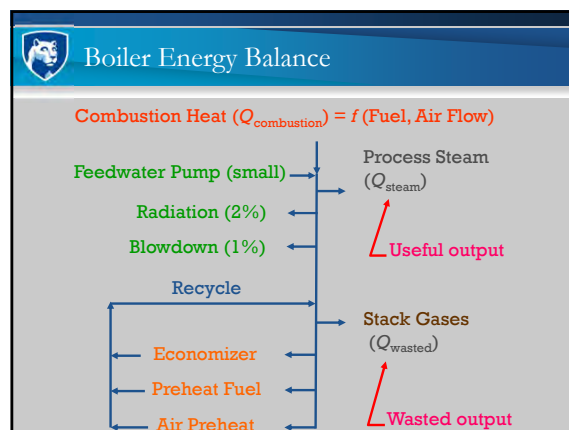 Boiler Energy Balance
Combustion Heat (Qcombustion) = f (Fuel, Air Flow)
Feedwater Pump (small)
Process Steam
(Qsteam)
Radiation (2%)
Blowdown (1%)
Useful output
Recycle
Stack Gases
(Qwasted)
Economizer
Preheat Fuel
Air Preheat
Wasted output